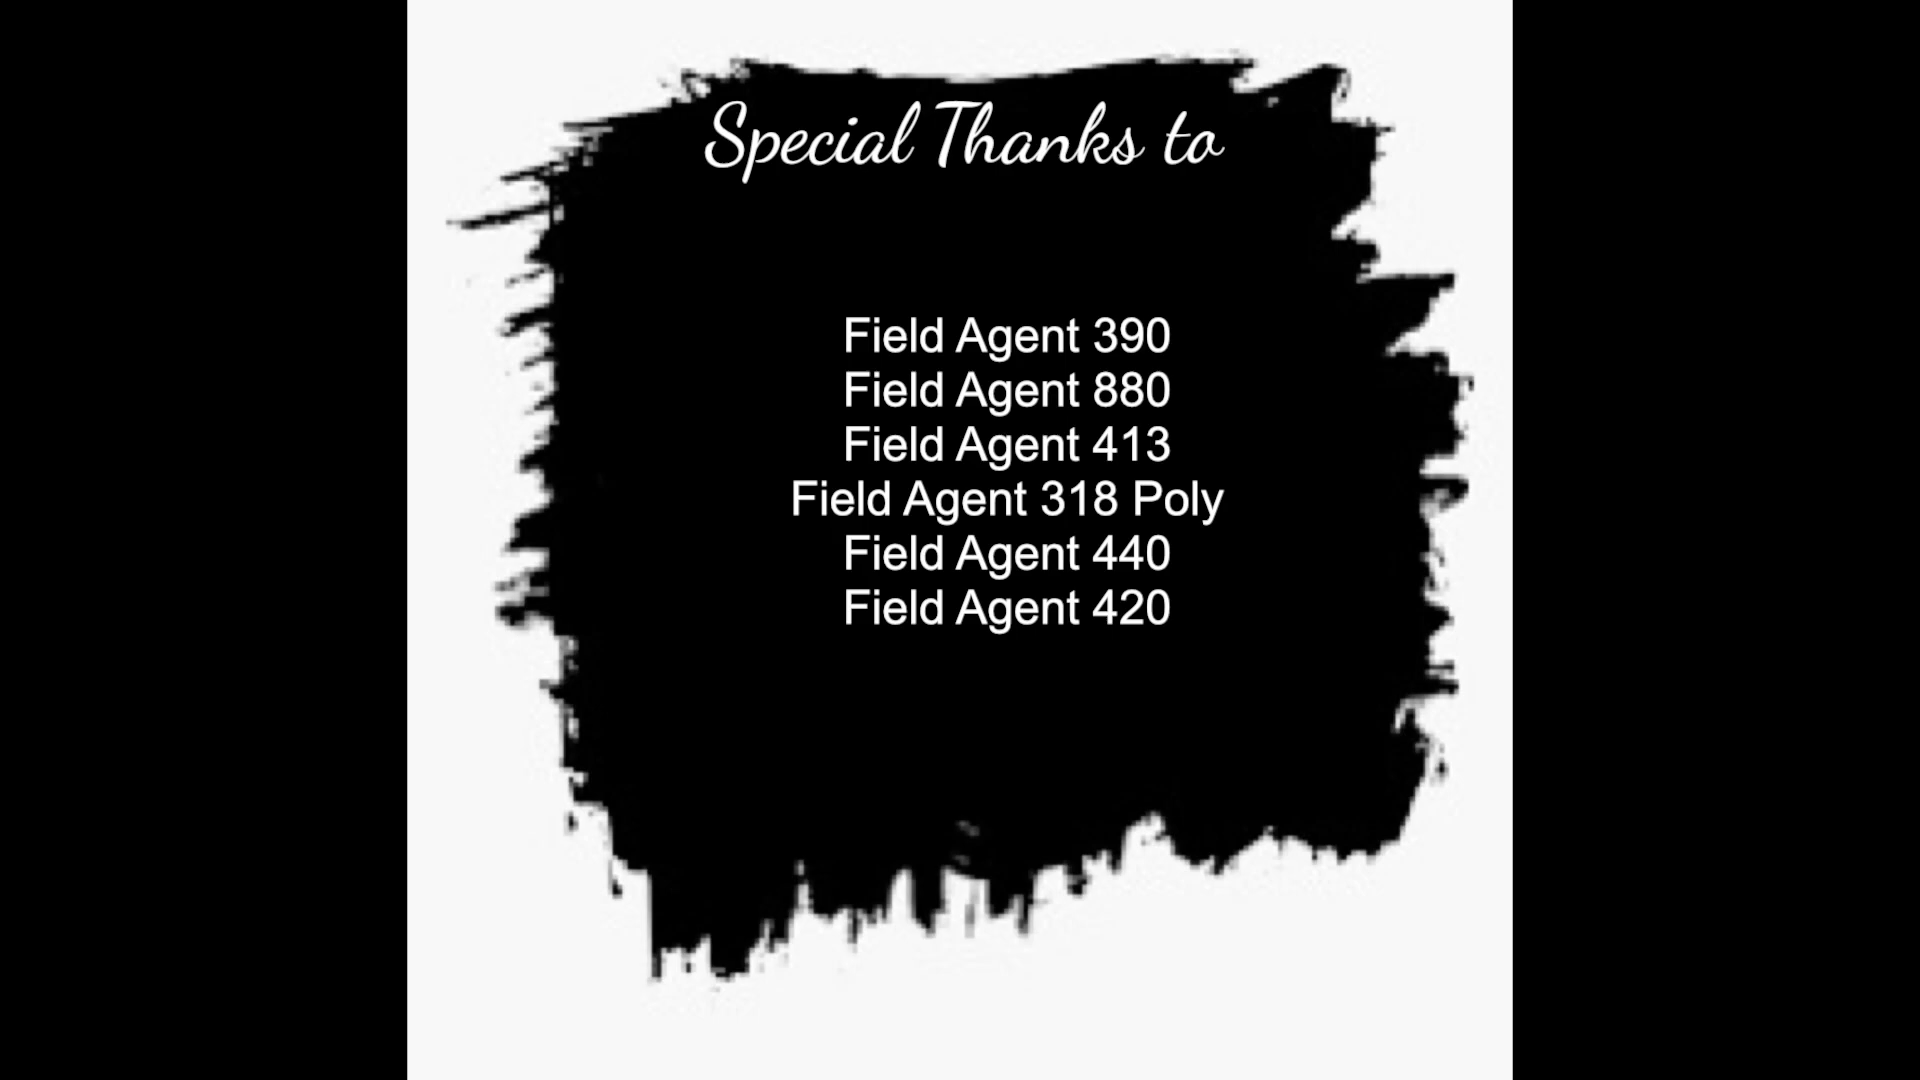 Special Thanks to
Field Agent 390
Field Agent 880
Field Agent 413
Field Agent 318 Poly
Field Agent 440
Field Agent 420